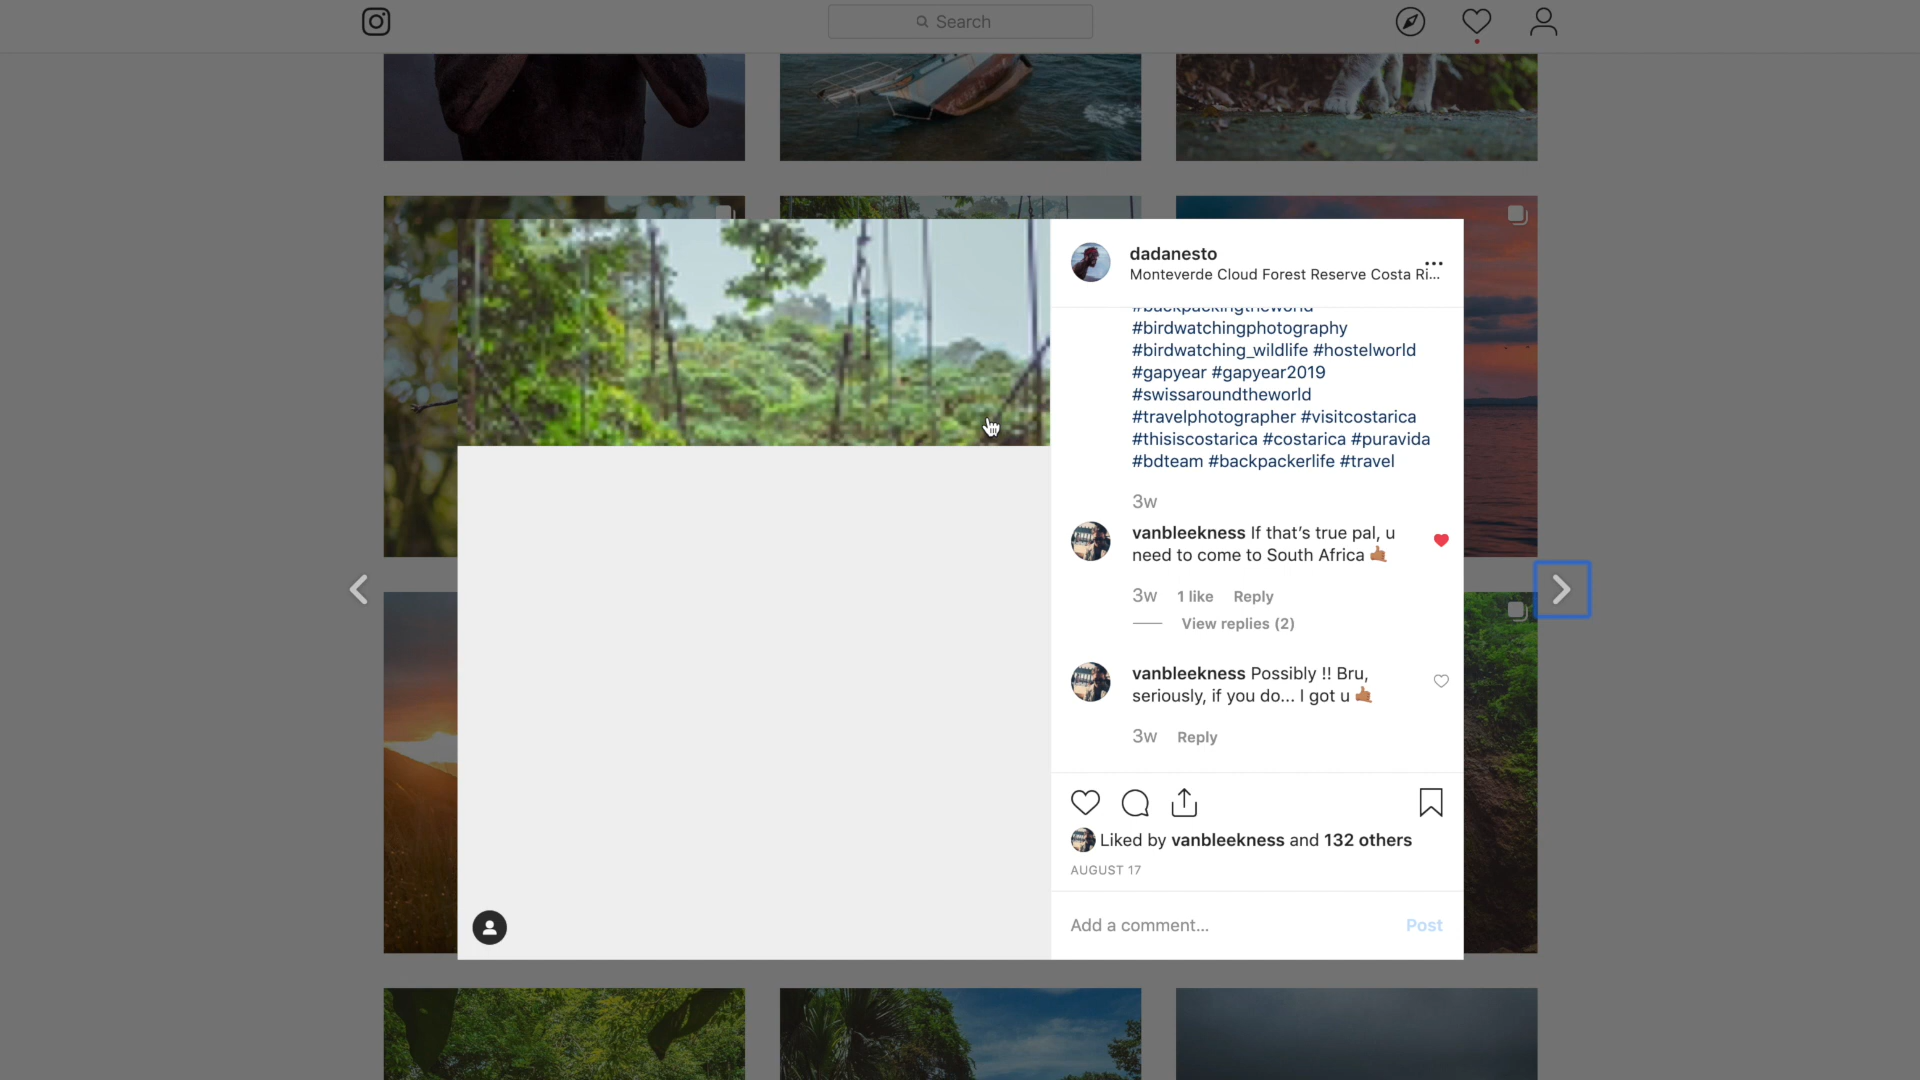 Search
dadanesto
Monteverde Cloud Forest Reserve Costa Ri...
#backpackingtheworld
#birdwatchingphotography
#birdwatching_wildlife #hostelworld
#gapyear #gapyear2019
#swissaroundtheworld
#travelphotographer #visitcostarica
#thisiscostarica #costarica #puravida
#bdteam #backpackerlife #travel
3w
vanbleekness If that's true pal, u
need to come to South Africa 🤙🏽
3w 1 like Reply
View replies (2)
vanbleekness Possibly !! Bru,
seriously, if you do... I got u 🤙🏽
3w Reply
Liked by vanbleekness and 132 others
AUGUST 17
Add a comment... Post